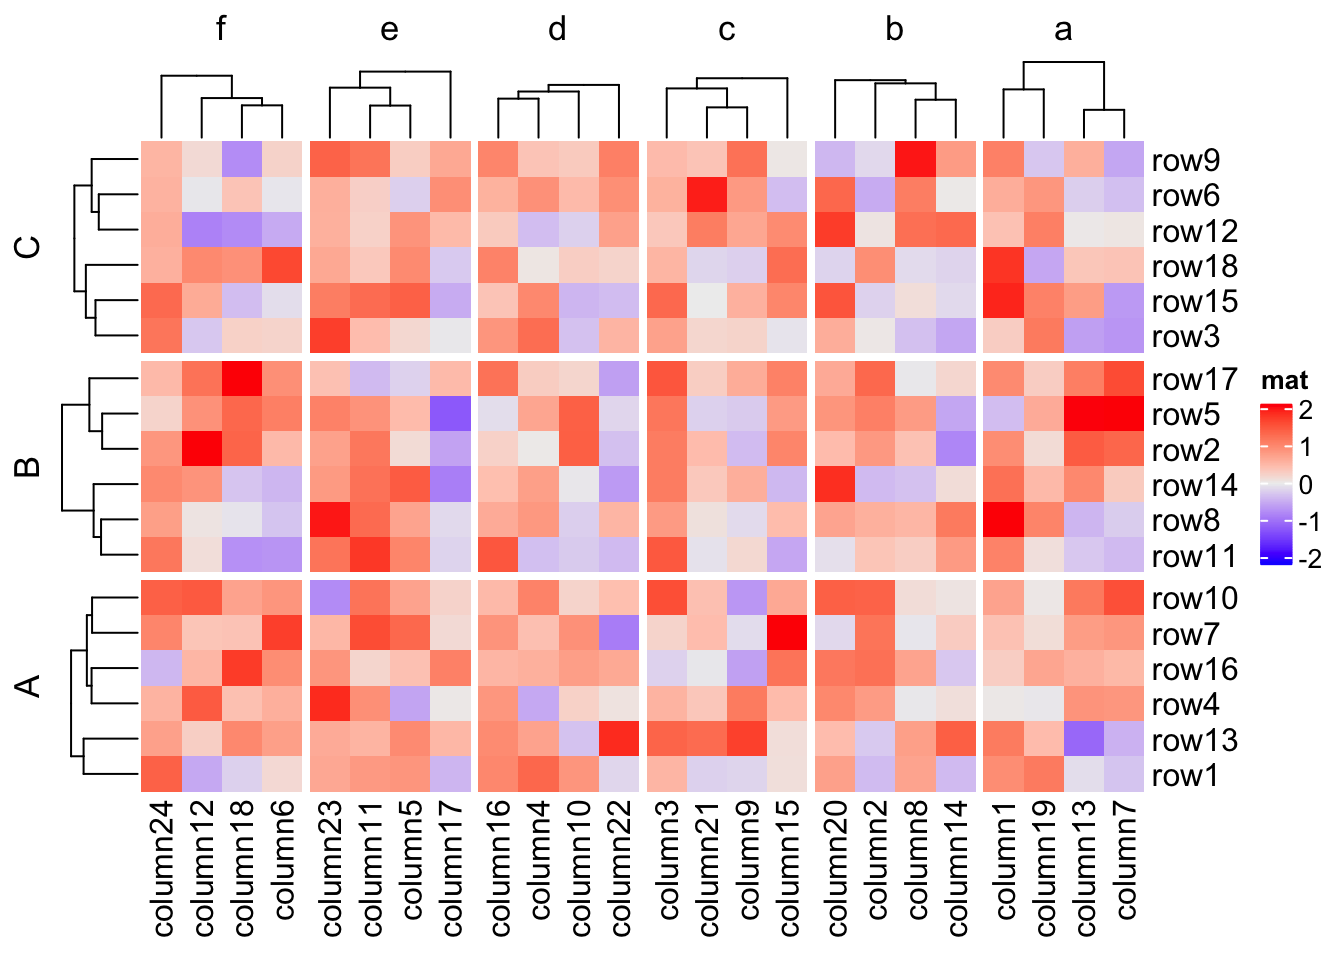 f e d c b a
C
row9
row6
row12
row18
row15
row3
B
row17
row5
row2
row14
row8
row11
A
row10
row7
row16
row4
row13
row1
column24 column12 column18 column6 column23 column11 column5 column17 column16 column4 column10 column22 column3 column21 column9 column15 column20 column2 column8 column14 column1 column19 column13 column7
mat
2
1
0
-1
-2